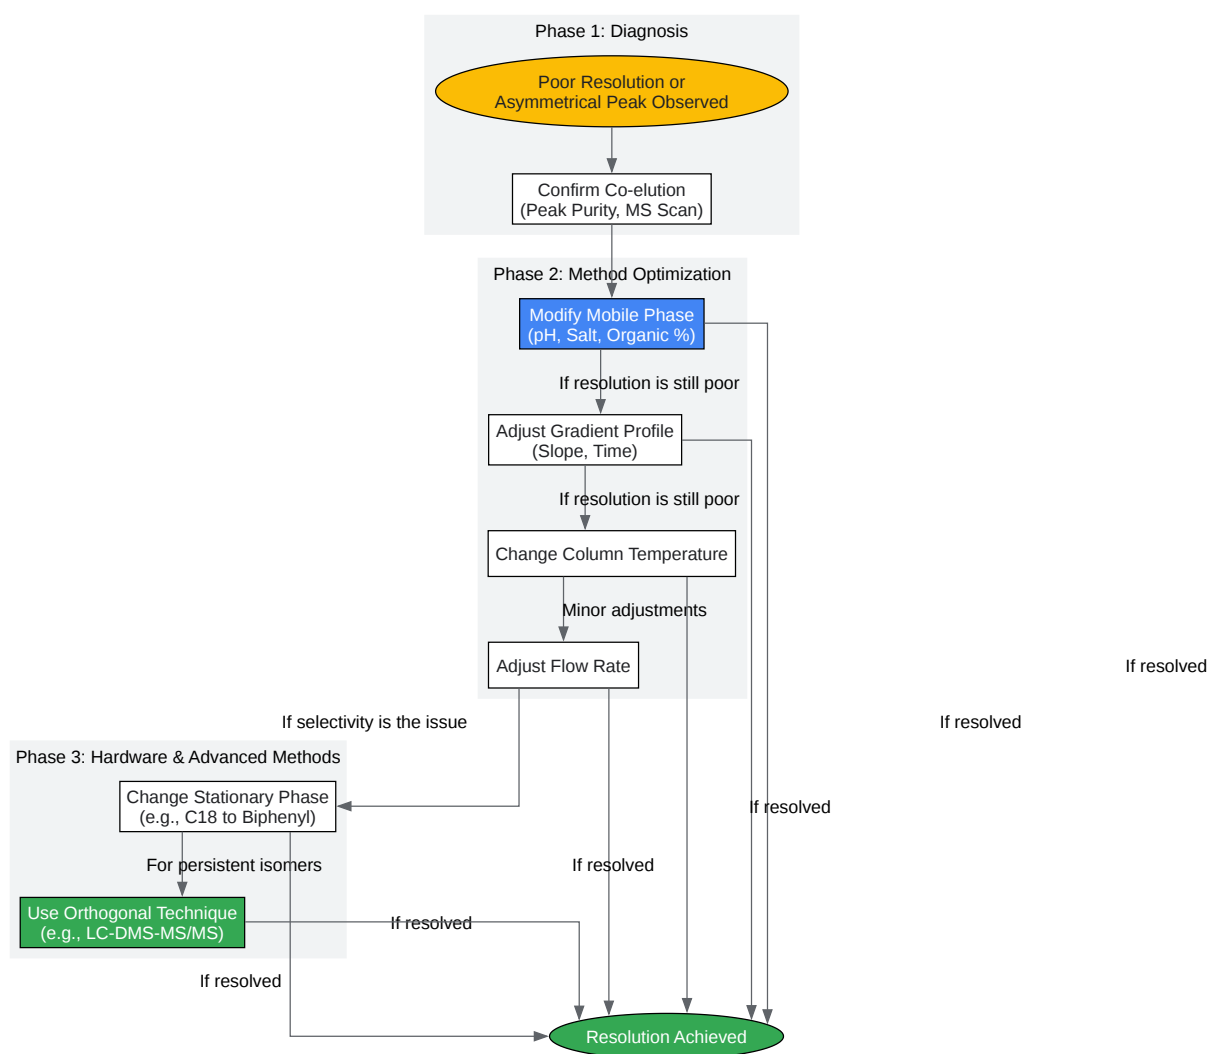 Phase 1: Diagnosis
Poor Resolution or
Asymmetrical Peak Observed
Confirm Co-elution
(Peak Purity, MS Scan)
Phase 2: Method Optimization
Modify Mobile Phase
(pH, Salt, Organic %)
If resolution is still poor
Adjust Gradient Profile
(Slope, Time)
If resolution is still poor
Change Column Temperature
Minor adjustments
Adjust Flow Rate
If resolved
If selectivity is the issue
If resolved
Phase 3: Hardware & Advanced Methods
Change Stationary Phase
(e.g., C18 to Biphenyl)
If resolved
For persistent isomers
If resolved
Use Orthogonal Technique
(e.g., LC-DMS-MS/MS)
If resolved
If resolved
Resolution Achieved